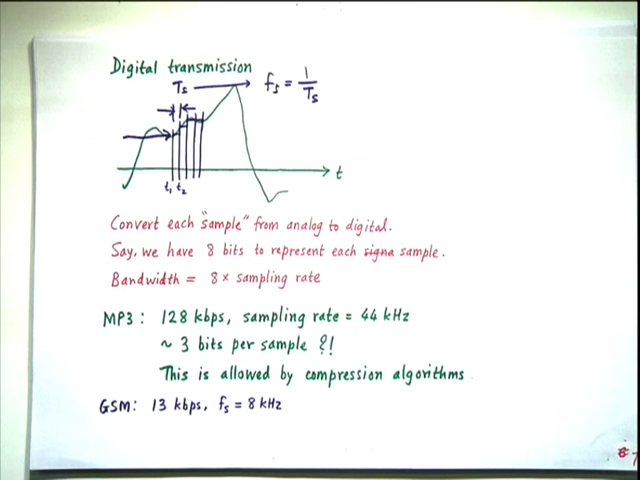 Digital transmission
Ts
fs = 1/Ts
t
t1 t2
Convert each "sample" from analog to digital.
Say, we have 8 bits to represent each signa sample.
Bandwidth = 8 × sampling rate
MP3 : 128 kbps, sampling rate = 44 kHz
~ 3 bits per sample ?!
This is allowed by compression algorithms
GSM: 13 kbps, fs = 8 kHz
7